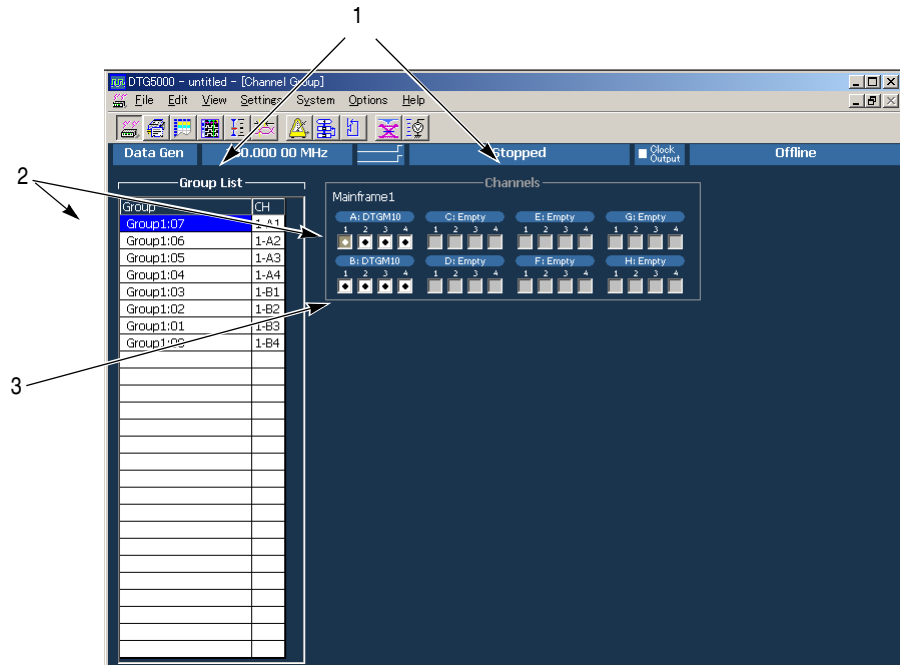 1
DTG5000 - untitled - [Channel Group]
File Edit View Settings System Options Help
Data Gen 0.000 00 MHz Stopped Clock Output Offline
2
Group List
Channels
Group CH
Mainframe1
Group1:07 1-A1
Group1:06 1-A2
Group1:05 1-A3
Group1:04 1-A4
Group1:03 1-B1
Group1:02 1-B2
Group1:01 1-B3
Group1:00 1-B4
A: DTGM10 C: Empty E: Empty G: Empty
1 2 3 4 1 2 3 4 1 2 3 4 1 2 3 4
B: DTGM10 D: Empty F: Empty H: Empty
1 2 3 4 1 2 3 4 1 2 3 4 1 2 3 4
3